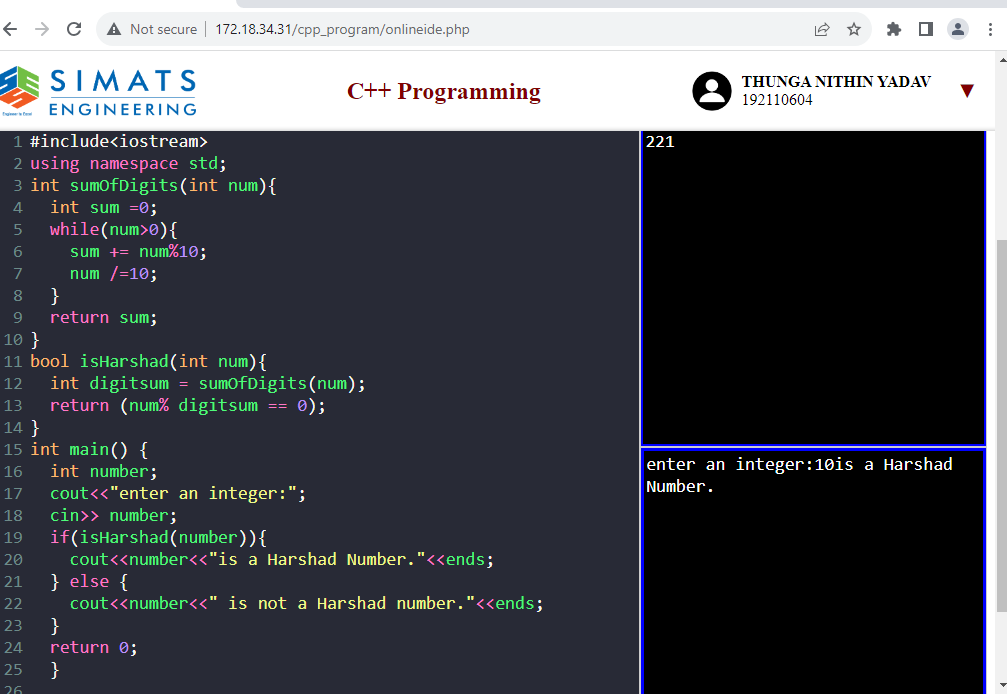 Not secure | 172.18.34.31/cpp_program/onlineide.php
SIMATS
ENGINEERING
Engineer to Excel
C++ Programming
THUNGA NITHIN YADAV
192110604
1 #include<iostream>
2 using namespace std;
3 int sumOfDigits(int num){
4   int sum =0;
5   while(num>0){
6     sum += num%10;
7     num /=10;
8   }
9   return sum;
10 }
11 bool isHarshad(int num){
12   int digitsum = sumOfDigits(num);
13   return (num% digitsum == 0);
14 }
15 int main() {
16   int number;
17   cout<<"enter an integer:";
18   cin>> number;
19   if(isHarshad(number)){
20     cout<<number<<"is a Harshad Number."<<ends;
21   } else {
22     cout<<number<<" is not a Harshad number."<<ends;
23   }
24   return 0;
25   }
26
221
enter an integer:10is a Harshad
Number.